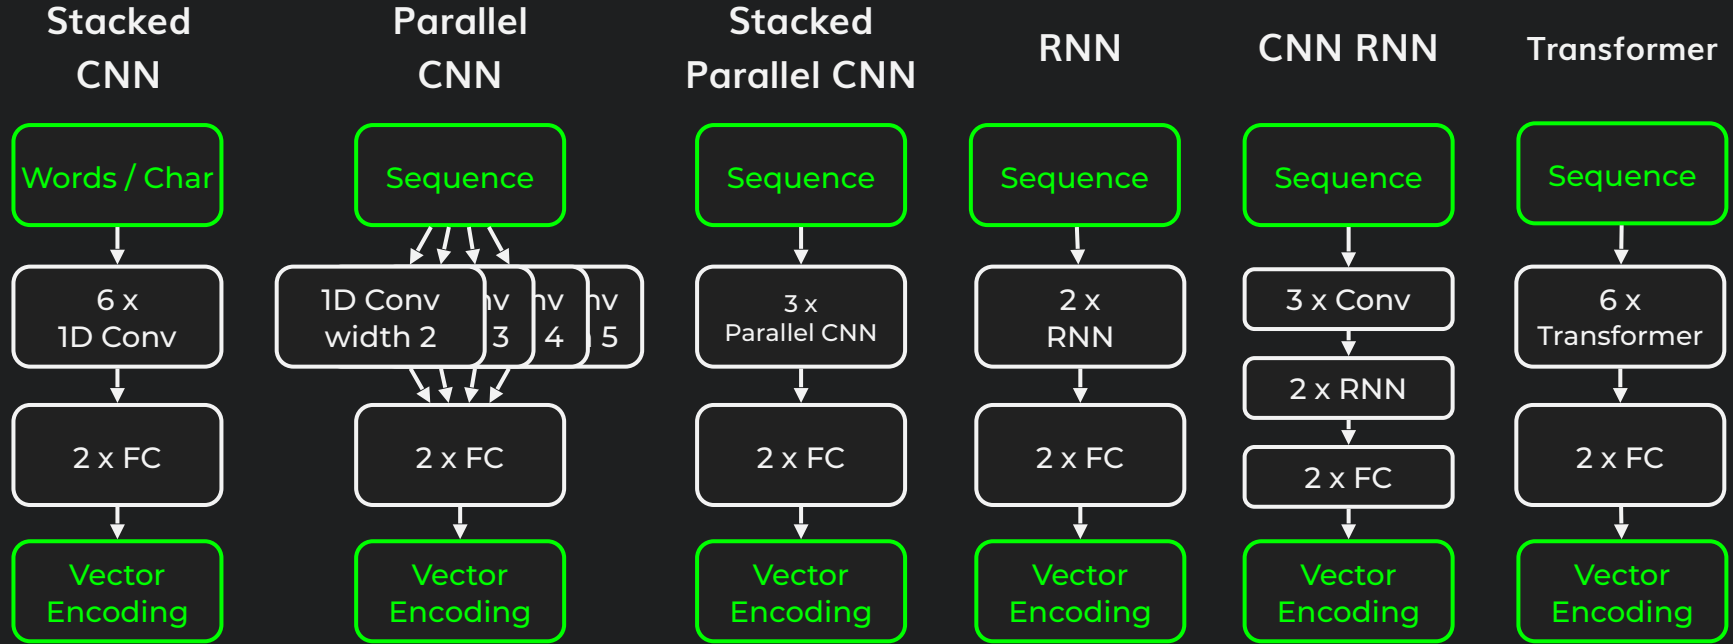 Stacked
CNN
Words / Char
6 x
1D Conv
2 x FC
Vector
Encoding
Parallel
CNN
Sequence
1D Conv
width 2
nv
3
nv
4
nv
5
2 x FC
Vector
Encoding
Stacked
Parallel CNN
Sequence
3 x
Parallel CNN
2 x FC
Vector
Encoding
RNN
Sequence
2 x
RNN
2 x FC
Vector
Encoding
CNN RNN
Sequence
3 x Conv
2 x RNN
2 x FC
Vector
Encoding
Transformer
Sequence
6 x
Transformer
2 x FC
Vector
Encoding